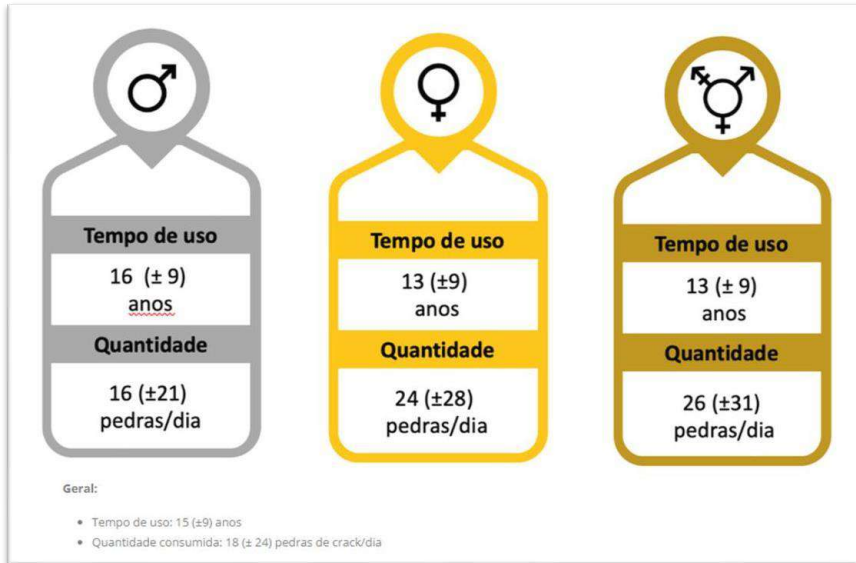 Tempo de uso
16 (± 9)
anos
Quantidade
16 (±21)
pedras/dia
Tempo de uso
13 (±9)
anos
Quantidade
24 (±28)
pedras/dia
Tempo de uso
13 (± 9)
anos
Quantidade
26 (±31)
pedras/dia
Geral:
• Tempo de uso: 15 (±9) anos
• Quantidade consumida: 18 (± 24) pedras de crack/dia